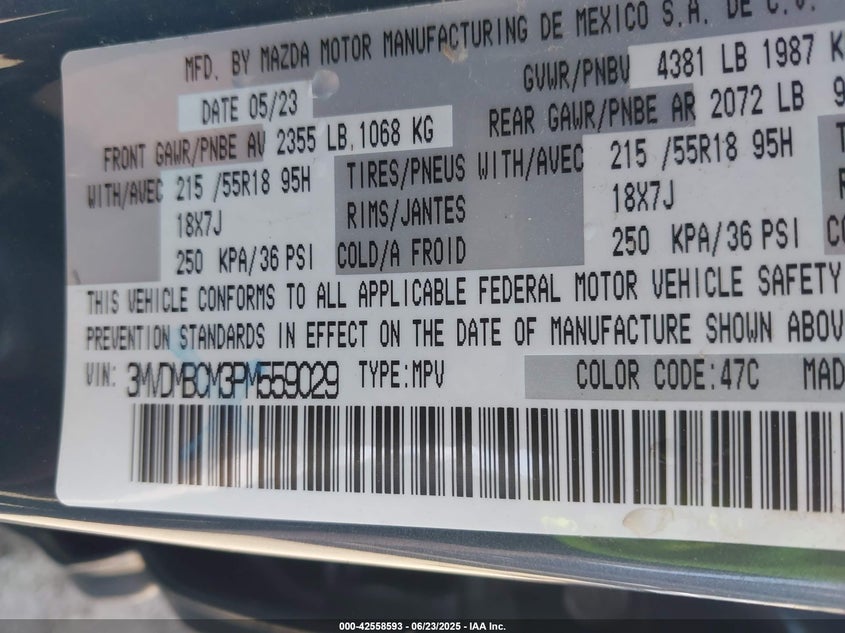 MFD. BY MAZDA MOTOR MANUFACTURING DE MEXICO S.A. DE C.V.
DATE 05/23 GVWR/PNBV 4381 LB 1987 K
FRONT GAWR/PNBE AV 2355 LB, 1068 KG REAR GAWR/PNBE AR 2072 LB 9
WITH/AVEC 215 /55R18 95H TIRES/PNEUS WITH/AVEC 215 /55R18 95H T
18X7J RIMS/JANTES 18X7J R
250 KPA/36 PSI COLD/A FROID 250 KPA/36 PSI CO
THIS VEHICLE CONFORMS TO ALL APPLICABLE FEDERAL MOTOR VEHICLE SAFETY
PREVENTION STANDARDS IN EFFECT ON THE DATE OF MANUFACTURE SHOWN ABOV
VIN: 3MVDMBCM3PM559029 TYPE:MPV COLOR CODE:47C MAD
000-42558593 - 06/23/2025 - IAA Inc.